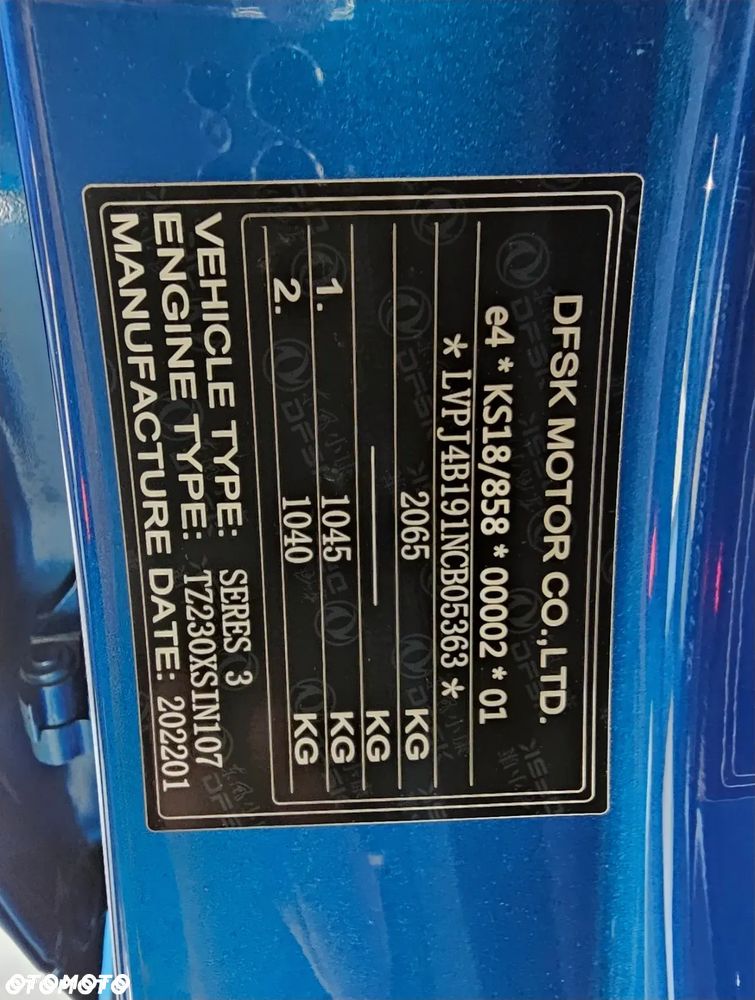 DFSK MOTOR CO.,LTD.
e4 * KS18/858 * 00002 * 01
* LVPJ4B191NCB05363 *
2065 KG
KG
1. 1045 KG
2. 1040 KG
VEHICLE TYPE: SERES 3
ENGINE TYPE: TZ230XSIN107
MANUFACTURE DATE: 202201
OTOMOTO